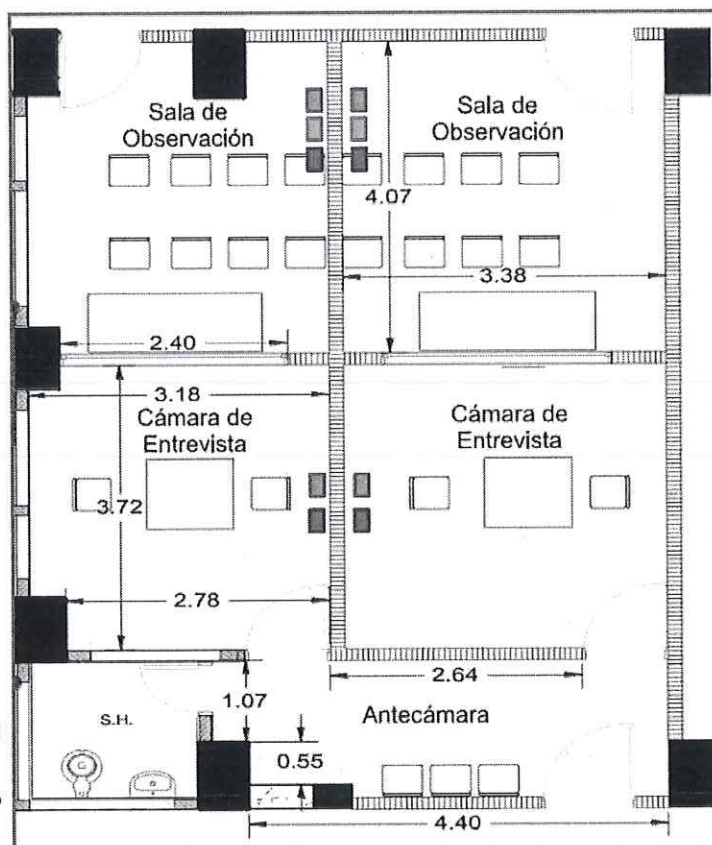 Sala de
Observación
Sala de
Observación
4.07
3.38
2.40
3.18
Cámara de
Entrevista
Cámara de
Entrevista
3.72
2.78
2.64
1.07
S.H.
Antecámara
0.55
4.40